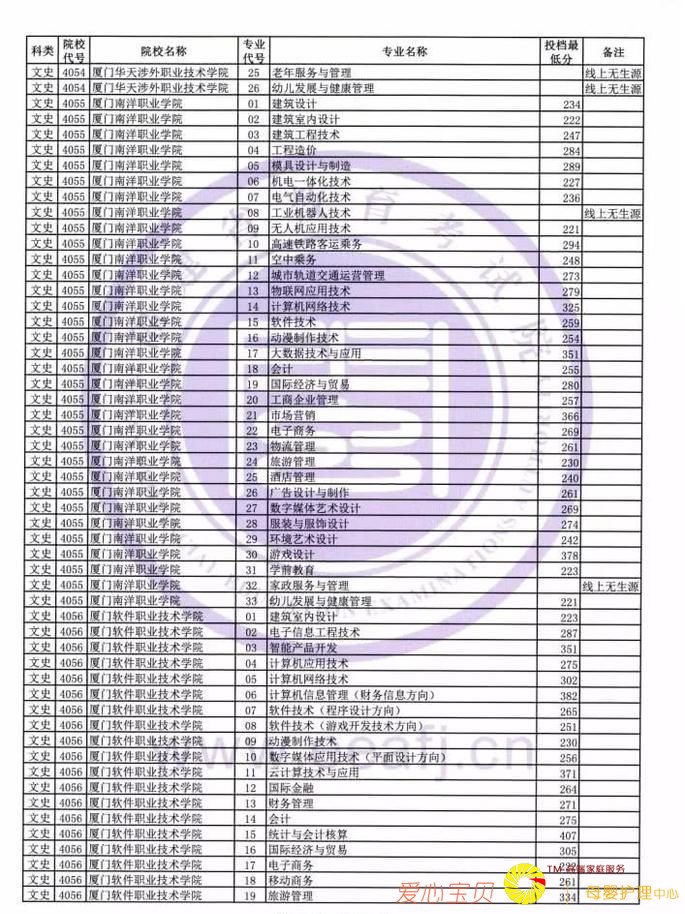 科类 院校代号 院校名称 专业代号 专业名称 投档最低分 备注
文史 4054 厦门华天涉外职业技术学院 25 老年服务与管理 线上无生源
文史 4054 厦门华天涉外职业技术学院 26 幼儿发展与健康管理 线上无生源
文史 4055 厦门南洋职业学院 01 建筑设计 234
文史 4055 厦门南洋职业学院 02 建筑室内设计 222
文史 4055 厦门南洋职业学院 03 建筑工程技术 247
文史 4055 厦门南洋职业学院 04 工程造价 284
文史 4055 厦门南洋职业学院 05 模具设计与制造 289
文史 4055 厦门南洋职业学院 06 机电一体化技术 227
文史 4055 厦门南洋职业学院 07 电气自动化技术 236
文史 4055 厦门南洋职业学院 08 工业机器人技术 线上无生源
文史 4055 厦门南洋职业学院 09 无人机应用技术 221
文史 4055 厦门南洋职业学院 10 高速铁路客运乘务 294
文史 4055 厦门南洋职业学院 11 空中乘务 248
文史 4055 厦门南洋职业学院 12 城市轨道交通运营管理 273
文史 4055 厦门南洋职业学院 13 物联网应用技术 279
文史 4055 厦门南洋职业学院 14 计算机网络技术 325
文史 4055 厦门南洋职业学院 15 软件技术 259
文史 4055 厦门南洋职业学院 16 动漫制作技术 254
文史 4055 厦门南洋职业学院 17 大数据技术与应用 351
文史 4055 厦门南洋职业学院 18 会计 255
文史 4055 厦门南洋职业学院 19 国际经济与贸易 280
文史 4055 厦门南洋职业学院 20 工商企业管理 257
文史 4055 厦门南洋职业学院 21 市场营销 366
文史 4055 厦门南洋职业学院 22 电子商务 269
文史 4055 厦门南洋职业学院 23 物流管理 261
文史 4055 厦门南洋职业学院 24 旅游管理 230
文史 4055 厦门南洋职业学院 25 酒店管理 240
文史 4055 厦门南洋职业学院 26 广告设计与制作 261
文史 4055 厦门南洋职业学院 27 数字媒体艺术设计 269
文史 4055 厦门南洋职业学院 28 服装与服饰设计 274
文史 4055 厦门南洋职业学院 29 环境艺术设计 242
文史 4055 厦门南洋职业学院 30 游戏设计 378
文史 4055 厦门南洋职业学院 31 学前教育 223
文史 4055 厦门南洋职业学院 32 家政服务与管理 线上无生源
文史 4055 厦门南洋职业学院 33 幼儿发展与健康管理 221
文史 4056 厦门软件职业技术学院 01 建筑室内设计 223
文史 4056 厦门软件职业技术学院 02 电子信息工程技术 287
文史 4056 厦门软件职业技术学院 03 智能产品开发 351
文史 4056 厦门软件职业技术学院 04 计算机应用技术 275
文史 4056 厦门软件职业技术学院 05 计算机网络技术 302
文史 4056 厦门软件职业技术学院 06 计算机信息管理（财务信息方向） 382
文史 4056 厦门软件职业技术学院 07 软件技术（程序设计方向） 265
文史 4056 厦门软件职业技术学院 08 软件技术（游戏开发技术方向） 251
文史 4056 厦门软件职业技术学院 09 动漫制作技术 230
文史 4056 厦门软件职业技术学院 10 数字媒体应用技术（平面设计方向） 256
文史 4056 厦门软件职业技术学院 11 云计算技术与应用 371
文史 4056 厦门软件职业技术学院 12 国际金融 264
文史 4056 厦门软件职业技术学院 13 财务管理 271
文史 4056 厦门软件职业技术学院 14 会计 275
文史 4056 厦门软件职业技术学院 15 统计与会计核算 407
文史 4056 厦门软件职业技术学院 16 国际经济与贸易 305
文史 4056 厦门软件职业技术学院 17 电子商务
文史 4056 厦门软件职业技术学院 18 移动商务 261
文史 4056 厦门软件职业技术学院 19 旅游管理 334
爱心宝贝 TM 家庭服务
母婴护理中心